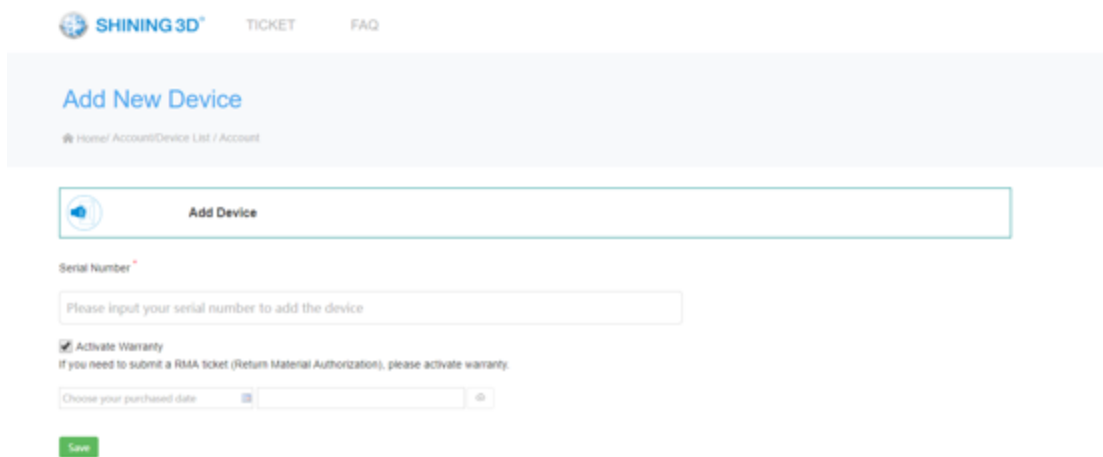 SHINING 3D® TICKET FAQ
Add New Device
Home/ Account/Device List / Account
Add Device
Serial Number *
Please input your serial number to add the device
Activate Warranty
If you need to submit a RMA ticket (Return Material Authorization), please activate warranty.
Choose your purchased date
Save